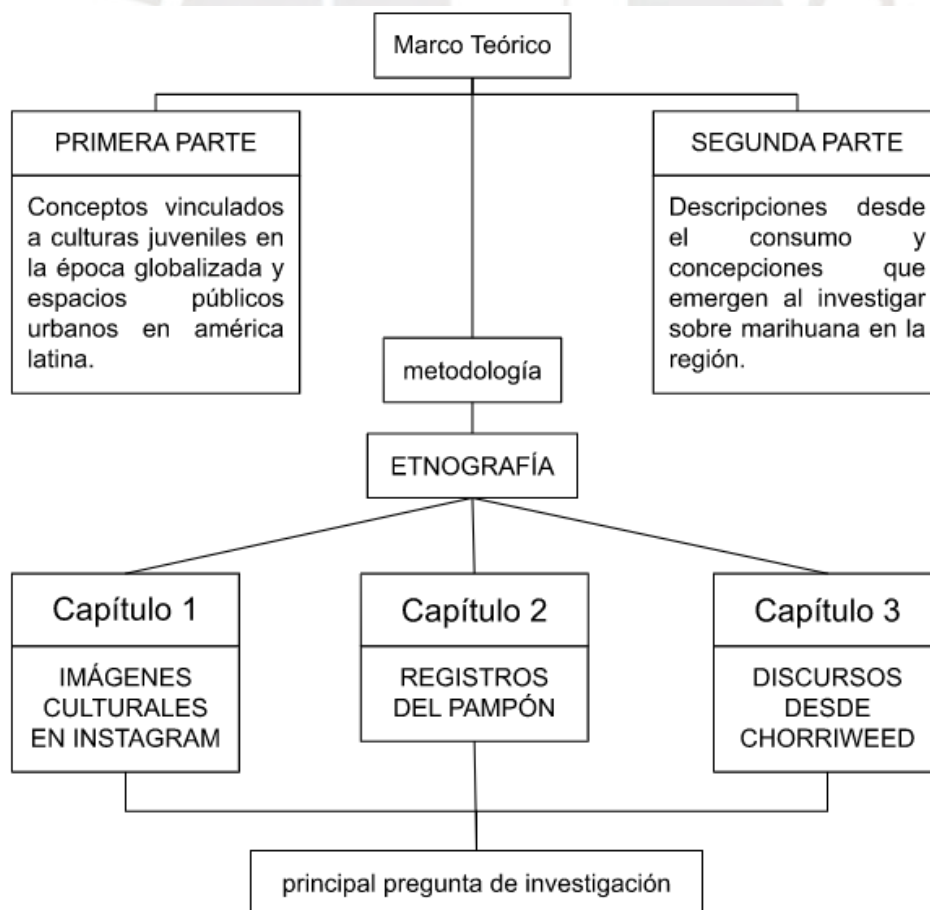 Marco Teórico
PRIMERA PARTE
Conceptos vinculados
a culturas juveniles en
la época globalizada y
espacios públicos
urbanos en américa
latina.
SEGUNDA PARTE
Descripciones desde
el consumo y
concepciones que
emergen al investigar
sobre marihuana en la
región.
metodología
ETNOGRAFÍA
Capítulo 1
IMÁGENES
CULTURALES
EN INSTAGRAM
Capítulo 2
REGISTROS
DEL PAMPÓN
Capítulo 3
DISCURSOS
DESDE
CHORRIWEED
principal pregunta de investigación